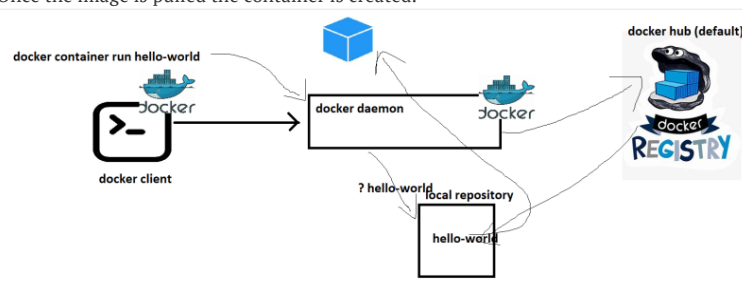 Once the image is pulled the container is created.
docker hub (default)
docker container run hello-world
docker
docker daemon
docker
docker
REGISTRY
docker client
? hello-world
local repository
hello-world